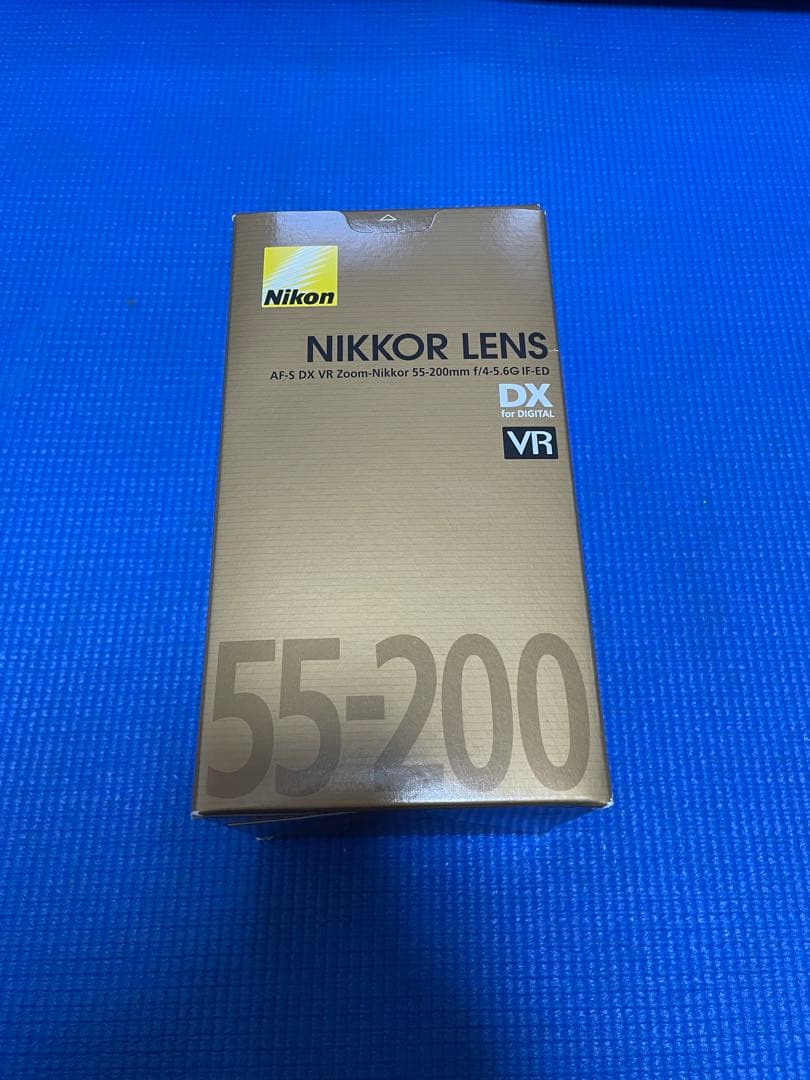 Nikon
NIKKOR LENS
AF-S DX VR Zoom-Nikkor 55-200mm f/4-5.6G IF-ED
DX
for DIGITAL
VR
55-200